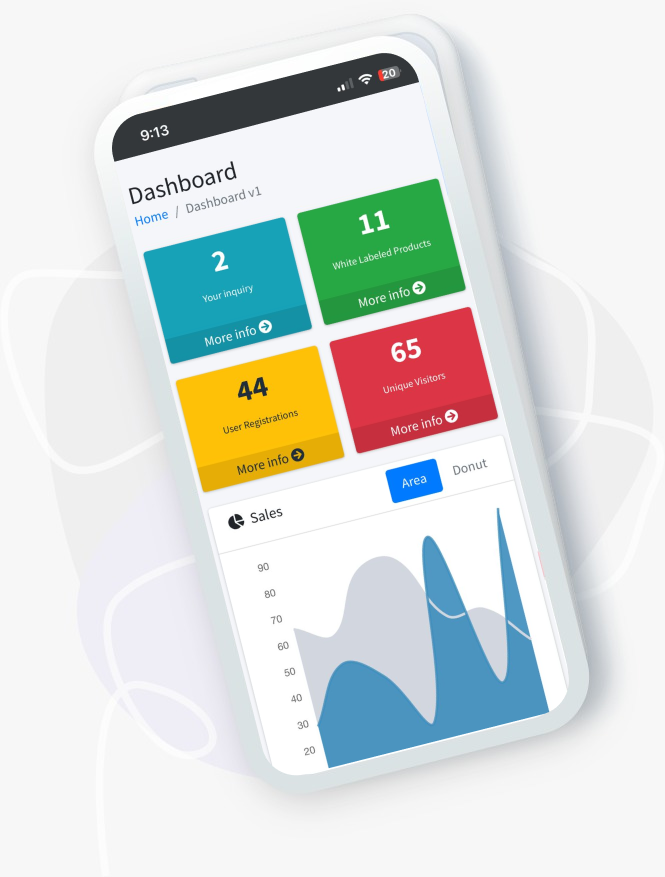 9:13
20
Dashboard
Home / Dashboard v1
2
Your inquiry
More info
11
White Labeled Products
More info
44
User Registrations
More info
65
Unique Visitors
More info
Sales
Area
Donut
90
80
70
60
50
40
30
20